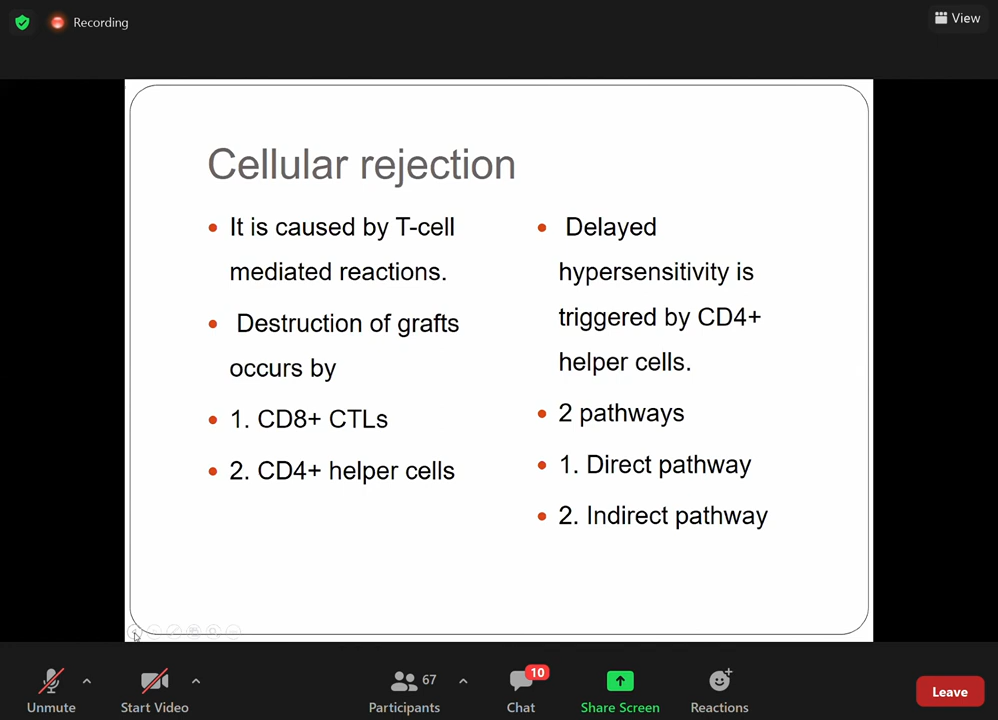 Recording
View
Cellular rejection
• It is caused by T-cell
mediated reactions.
• Destruction of grafts
occurs by
• 1. CD8+ CTLs
• 2. CD4+ helper cells
• Delayed
hypersensitivity is
triggered by CD4+
helper cells.
• 2 pathways
• 1. Direct pathway
• 2. Indirect pathway
Unmute
Start Video
67
Participants
10
Chat
Share Screen
Reactions
Leave